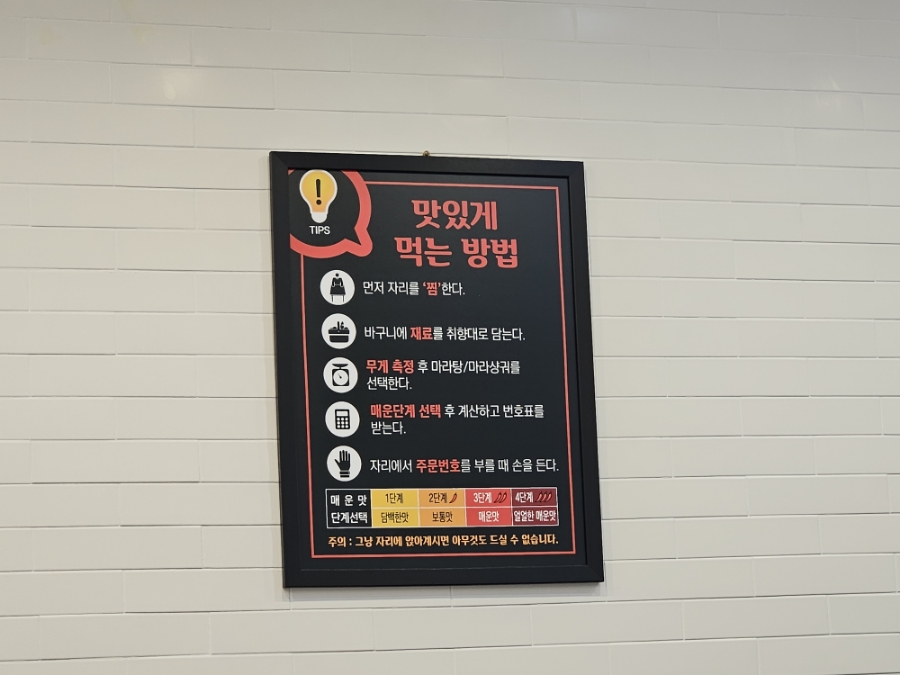 TIPS
맛있게
먹는 방법
먼저 자리를 '찜'한다.
바구니에 재료를 취향대로 담는다.
무게 측정 후 마라탕/마라샹궈를
선택한다.
매운단계 선택 후 계산하고 번호표를
받는다.
자리에서 주문번호를 부를 때 손을 든다.
매 운 맛 1단계 2단계 3단계 4단계
단계선택 담백한맛 보통맛 매운맛 얼얼한 매운맛
주의 : 그냥 자리에 앉아계시면 아무것도 드실 수 없습니다.